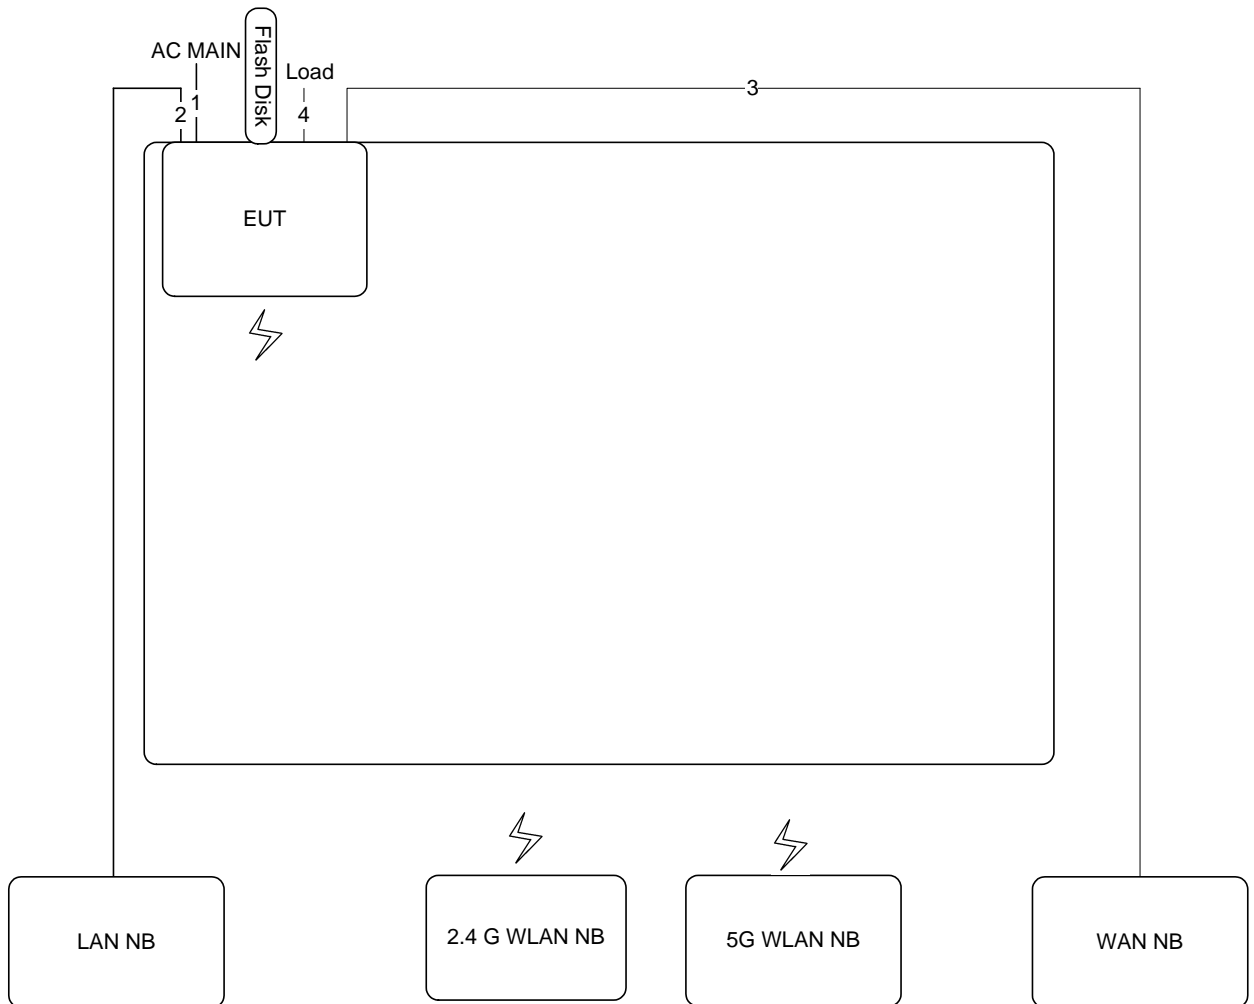 AC MAIN
Flash Disk
Load
3
1
2
4
EUT
LAN NB
2.4 G WLAN NB
5G WLAN NB
WAN NB